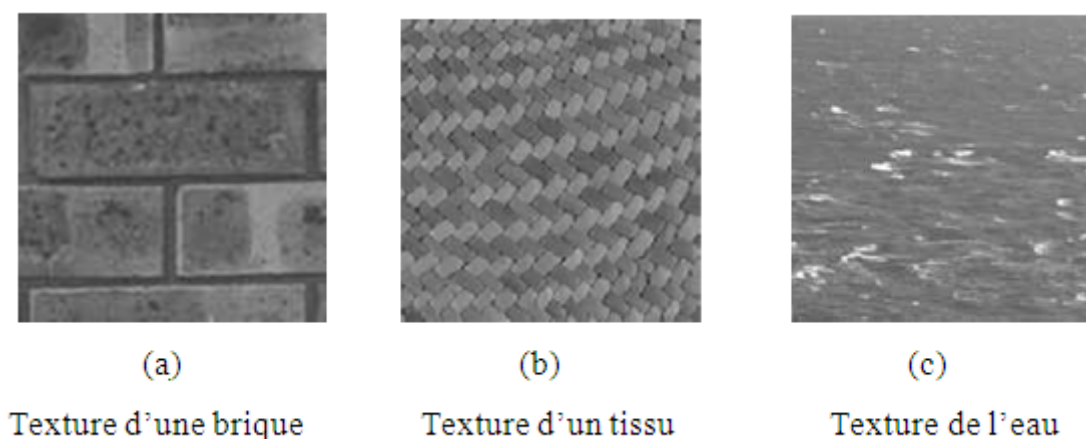 (a) (b) (c)
Texture d’une brique Texture d’un tissu Texture de l’eau